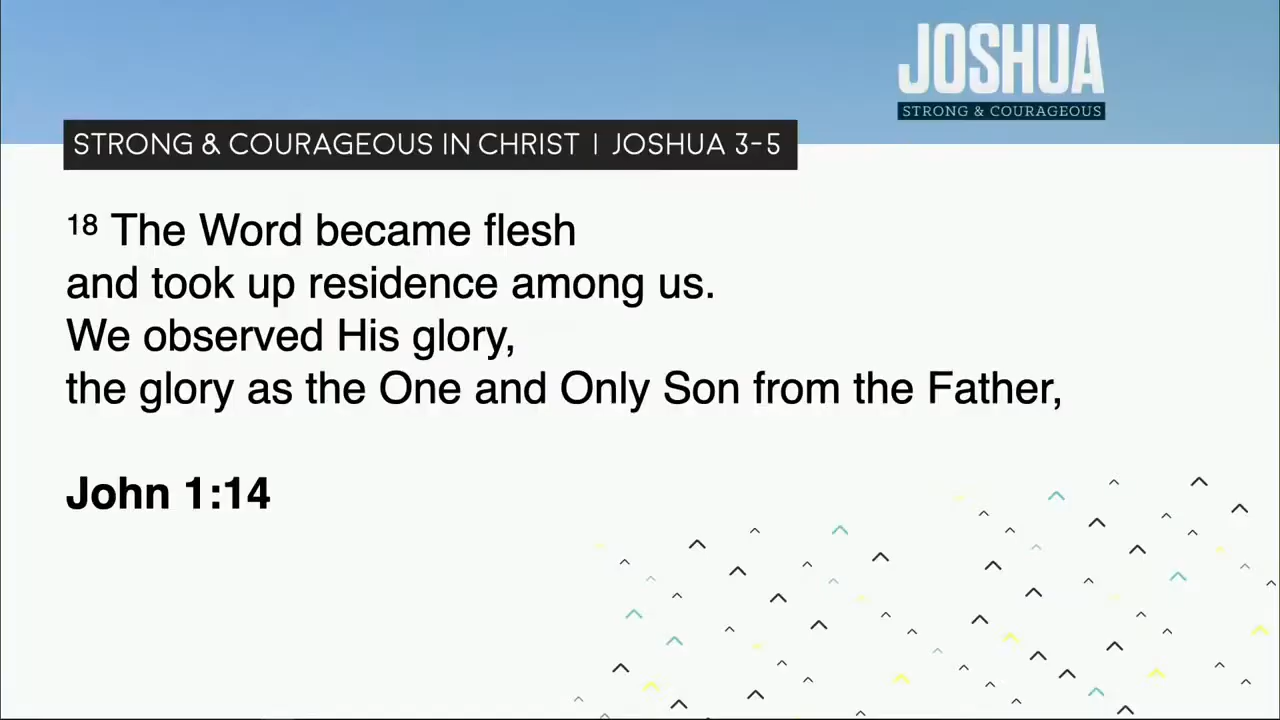 JOSHUA
STRONG & COURAGEOUS
STRONG & COURAGEOUS IN CHRIST | JOSHUA 3-5
18 The Word became flesh
and took up residence among us.
We observed His glory,
the glory as the One and Only Son from the Father,
John 1:14